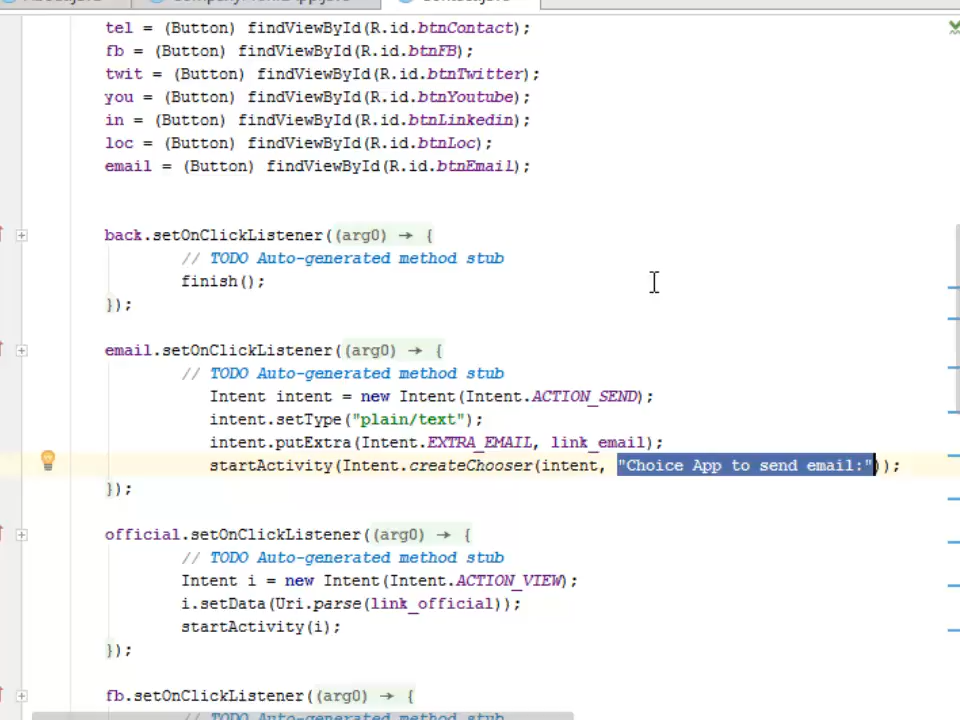 tel = (Button) findViewById(R.id.btnContact);
fb = (Button) findViewById(R.id.btnFB);
twit = (Button) findViewById(R.id.btnTwitter);
you = (Button) findViewById(R.id.btnYoutube);
in = (Button) findViewById(R.id.btnLinkedin);
loc = (Button) findViewById(R.id.btnLoc);
email = (Button) findViewById(R.id.btnEmail);
back.setOnClickListener((arg0) → {
// TODO Auto-generated method stub
finish();
});
email.setOnClickListener((arg0) → {
// TODO Auto-generated method stub
Intent intent = new Intent(Intent.ACTION_SEND);
intent.setType("plain/text");
intent.putExtra(Intent.EXTRA_EMAIL, link_email);
startActivity(Intent.createChooser(intent, "Choice App to send email:"));
});
official.setOnClickListener((arg0) → {
// TODO Auto-generated method stub
Intent i = new Intent(Intent.ACTION_VIEW);
i.setData(Uri.parse(link_official));
startActivity(i);
});
fb.setOnClickListener((arg0) → {
// TODO Auto-generated method stub